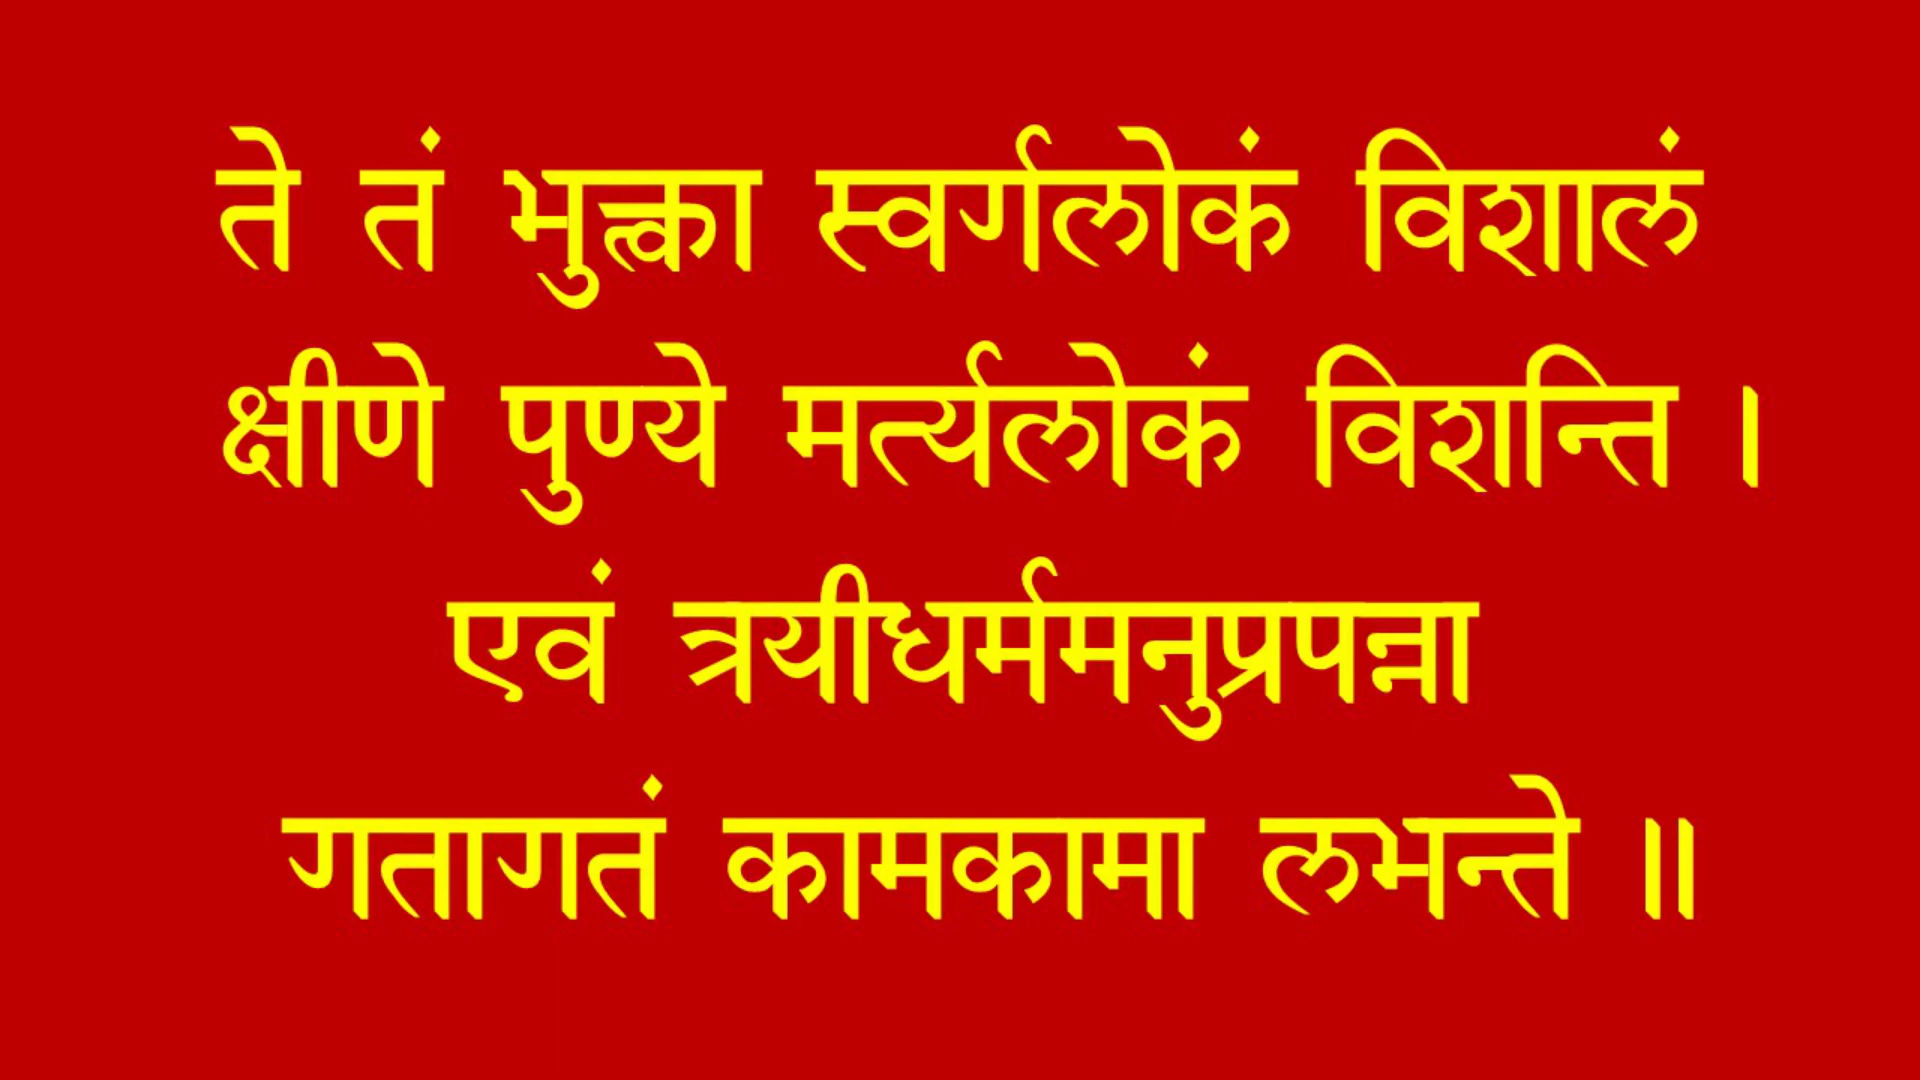 ते तं भुक्त्वा स्वर्गलोकं विशालं
क्षीणे पुण्ये मर्त्यलोकं विशन्ति ।
एवं त्रयीधर्ममनुप्रपन्ना
गतागतं कामकामा लभन्ते ॥